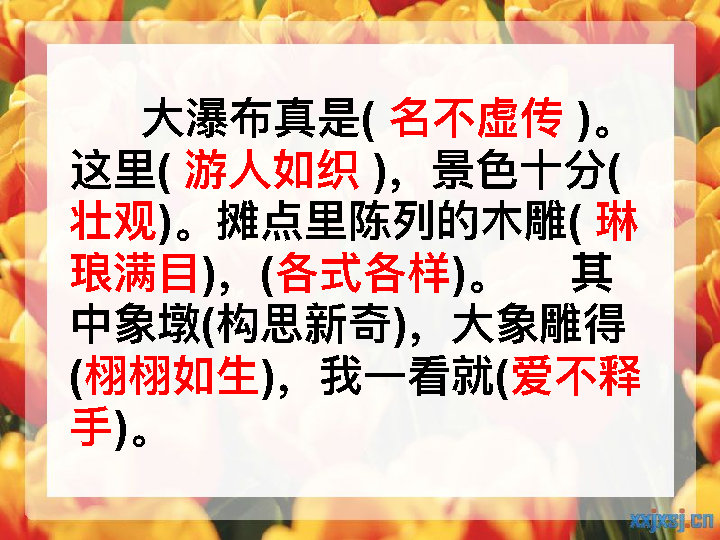 大瀑布真是( 名不虚传 )。
这里( 游人如织 )，景色十分(
壮观)。摊点里陈列的木雕( 琳
琅满目)，(各式各样)。 其
中象墩(构思新奇)，大象雕得
(栩栩如生)，我一看就(爱不释
手)。
xxjxsj.cn